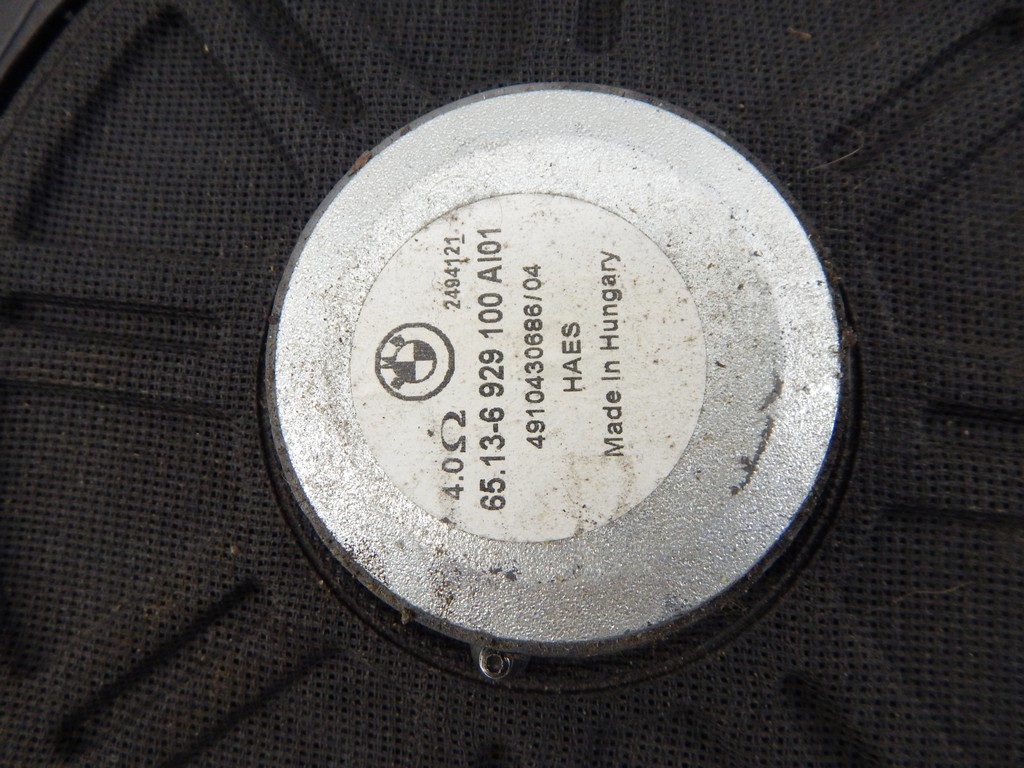 2494121
4.0Ω
65.13-6 929 100 AI01
4910430686/04
HAES
Made In Hungary